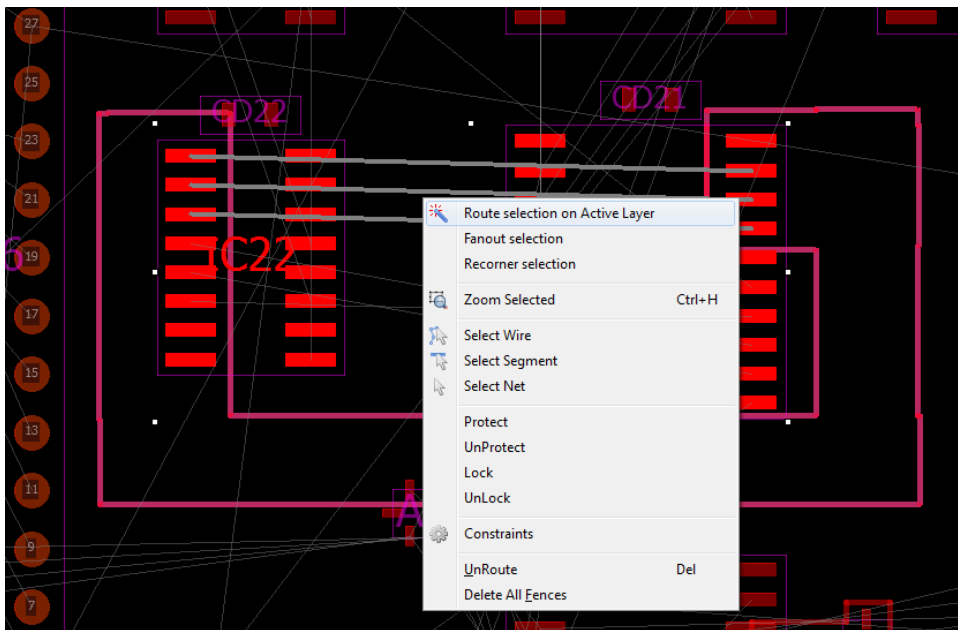 27
25
CD22
CD21
23
21
IC22
19
17
15
13
11
A
9
7
Route selection on Active Layer
Fanout selection
Recorner selection
Zoom Selected Ctrl+H
Select Wire
Select Segment
Select Net
Protect
UnProtect
Lock
UnLock
Constraints
UnRoute Del
Delete All Fences